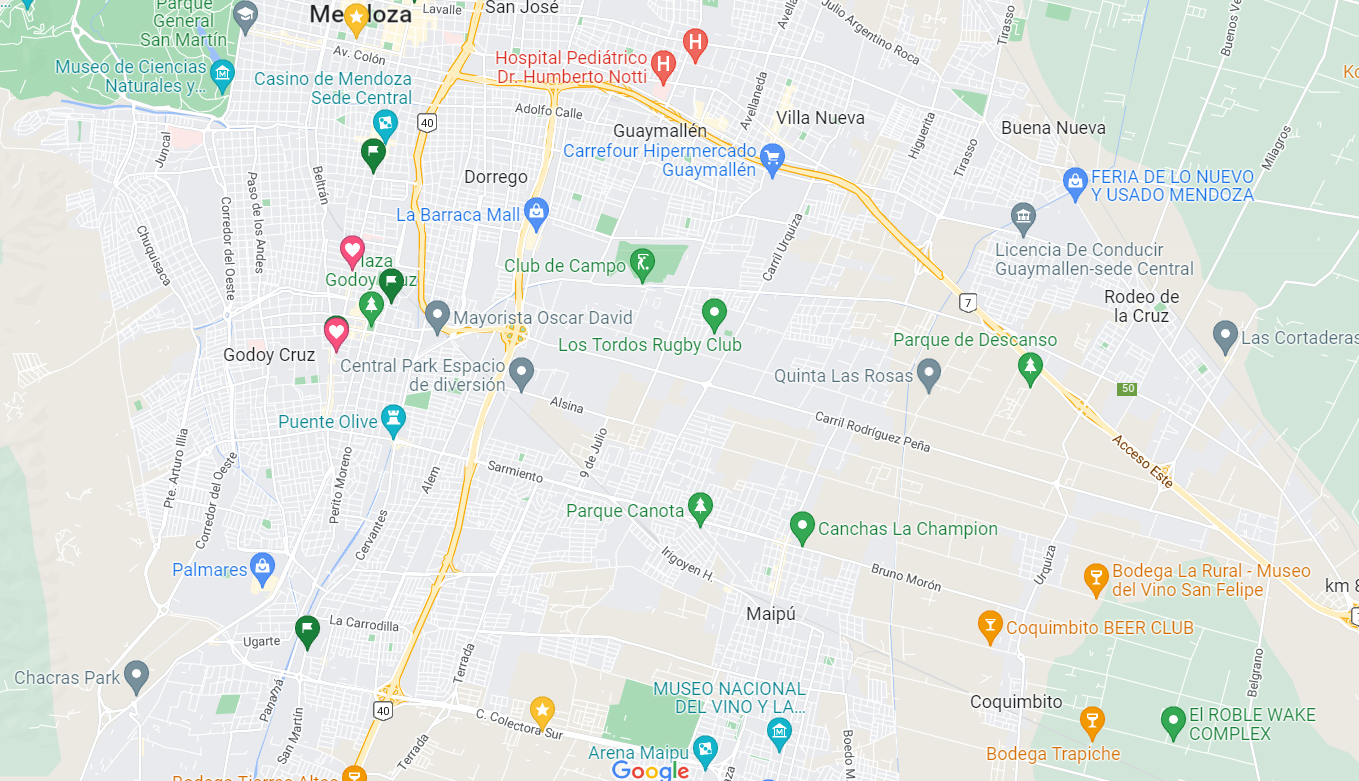 Parque
General
San Martín
Mendoza
Lavalle
San José
Avellaneda
Julio Argentino Roca
Tirasso
Av. Colón
Museo de Ciencias
Naturales y...
Casino de Mendoza
Sede Central
Hospital Pediátrico
Dr. Humberto Notti
H
H
40
Adolfo Calle
Avellaneda
Villa Nueva
Guaymallén
Carrefour Hipermercado
Guaymallén
Higuerita
Tirasso
Buena Nueva
Milagros
Juncal
Beltrán
Paso de los Andes
Corredor del Oeste
Chuquisaca
Dorrego
La Barraca Mall
FERIA DE LO NUEVO
Y USADO MENDOZA
Licencia De Conducir
Guaymallen-sede Central
Carril Urquiza
Club de Campo
Plaza
Godoy Cruz
7
Rodeo de
la Cruz
Mayorista Oscar David
Los Tordos Rugby Club
Parque de Descanso
Las Cortaderas
Godoy Cruz
Central Park Espacio
de diversión
Quinta Las Rosas
50
Puente Olive
Alsina
Carril Rodríguez Peña
9 de Julio
Acceso Este
Pte. Arturo Illia
Corredor del Oeste
Perito Moreno
Alem
Sarmiento
Cervantes
Parque Canota
Canchas La Champion
Irigoyen H.
Bruno Morón
Urquiza
Palmares
Bodega La Rural - Museo
del Vino San Felipe
km 8
Maipú
Coquimbito BEER CLUB
La Carrodilla
Ugarte
Terrada
Chacras Park
Panamá
San Martín
40
C. Colectora Sur
Terrada
MUSEO NACIONAL
DEL VINO Y LA...
Arena Maipu
Coquimbito
Belgrano
El ROBLE WAKE
COMPLEX
Bodega Trapiche
Boedo M.
Google